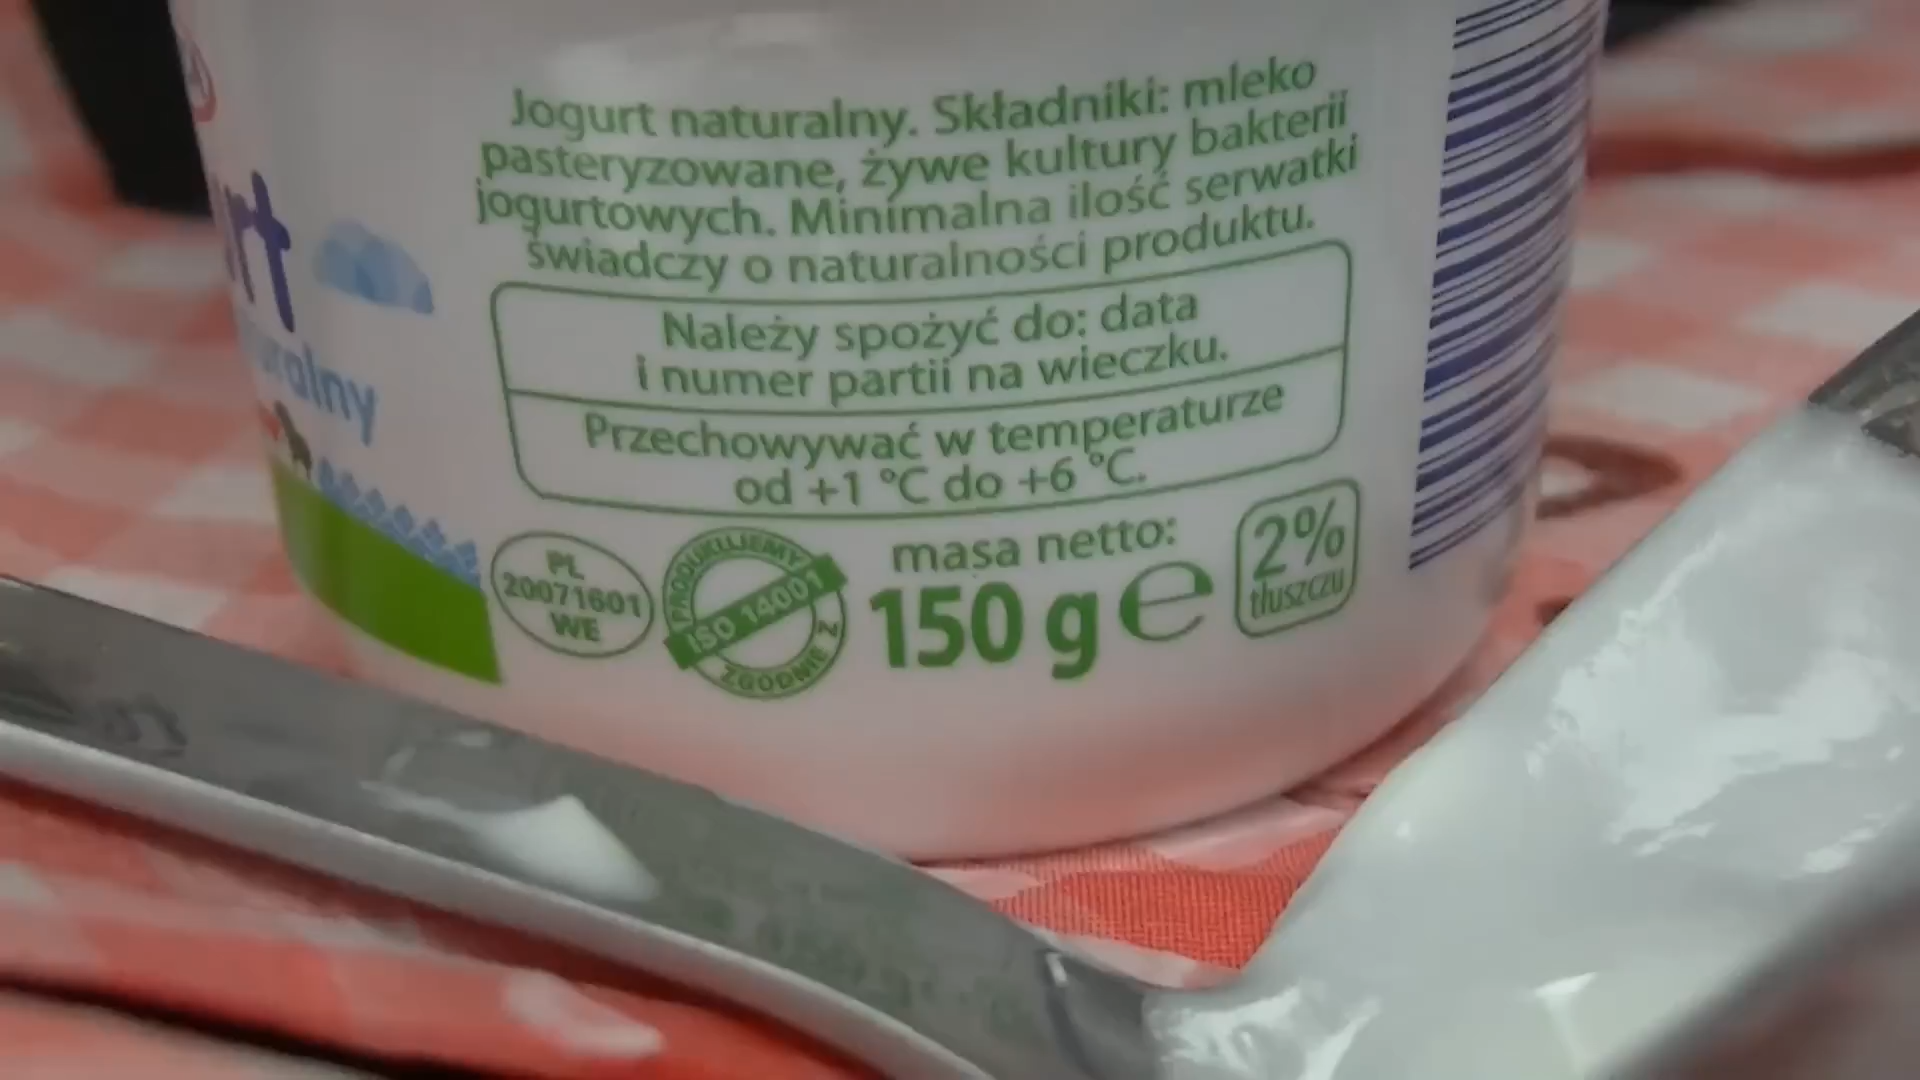 Jogurt naturalny. Składniki: mleko
pasteryzowane, żywe kultury bakterii
jogurtowych. Minimalna ilość serwatki
świadczy o naturalności produktu.
Należy spożyć do: data
i numer partii na wieczku.
Przechowywać w temperaturze
od +1 °C do +6 °C.
PL
20071601
WE
PRODUKUJEMY
ISO 14001
ZGODNIE Z
masa netto:
150 g e
2%
tłuszczu